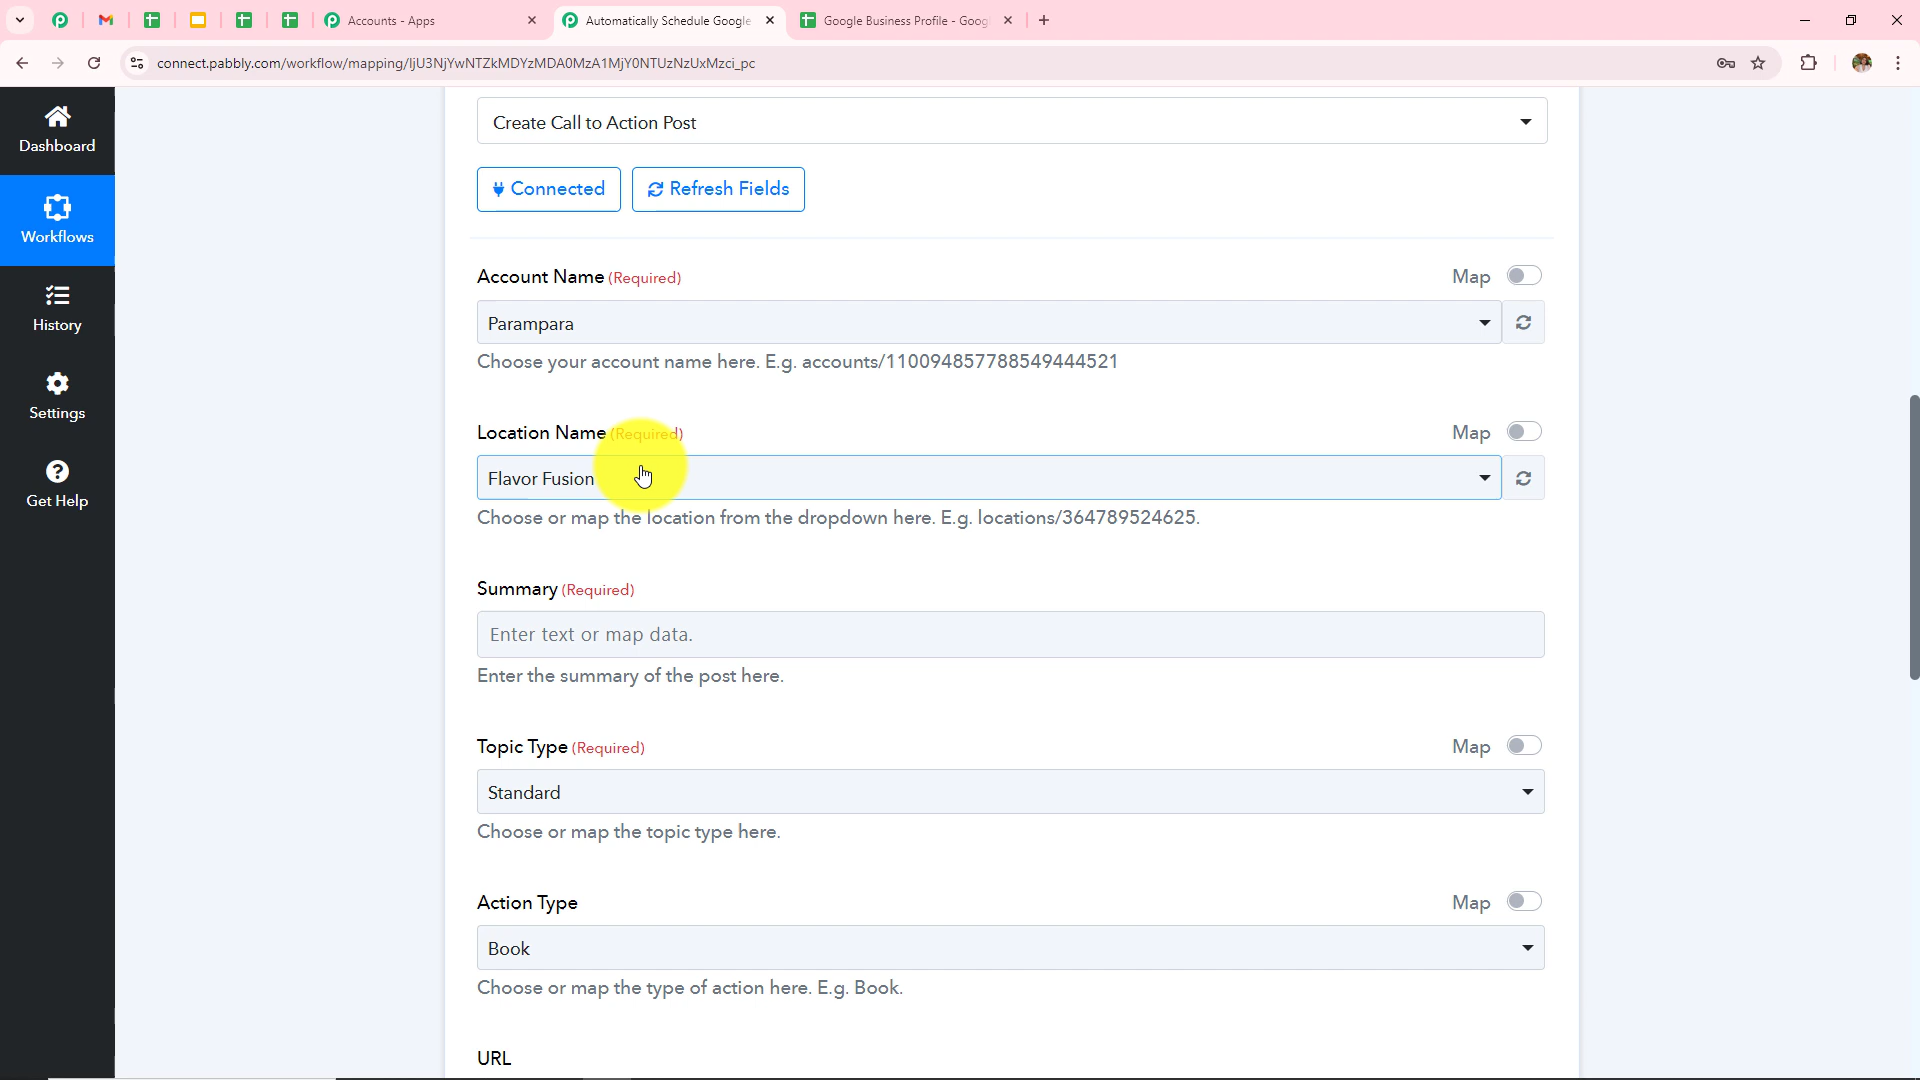 Accounts - Apps
Automatically Schedule Google
Google Business Profile - Goog
connect.pabbly.com/workflow/mapping/IjU3NjYwNTZkMDYzMDA0MzA1MjY0NTUzNzUxMzci_pc
Dashboard
Workflows
History
Settings
Get Help
Create Call to Action Post
Connected
Refresh Fields
Account Name (Required)
Map
Parampara
Choose your account name here. E.g. accounts/110094857788549444521
Location Name (Required)
Map
Flavor Fusion
Choose or map the location from the dropdown here. E.g. locations/364789524625.
Summary (Required)
Enter text or map data.
Enter the summary of the post here.
Topic Type (Required)
Map
Standard
Choose or map the topic type here.
Action Type
Map
Book
Choose or map the type of action here. E.g. Book.
URL